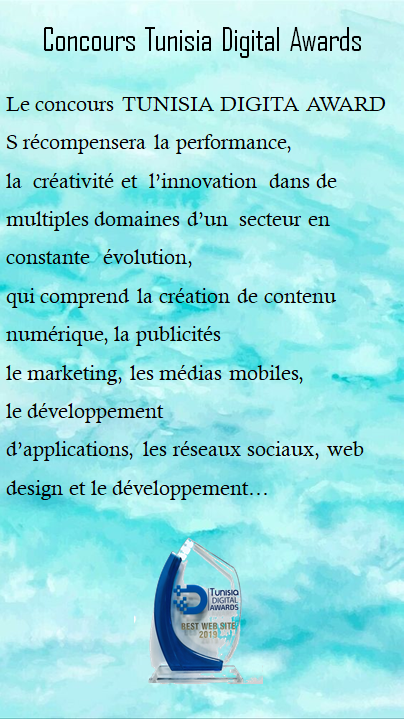 Concours Tunisia Digital Awards
Le concours TUNISIA DIGITA AWARD
S récompensera la performance,
la créativité et l’innovation dans de
multiples domaines d’un secteur en
constante évolution,
qui comprend la création de contenu
numérique, la publicités
le marketing, les médias mobiles,
le développement
d’applications, les réseaux sociaux, web
design et le développement…
Tunisia
DIGITAL
AWARDS
BEST WEB SITE
2019